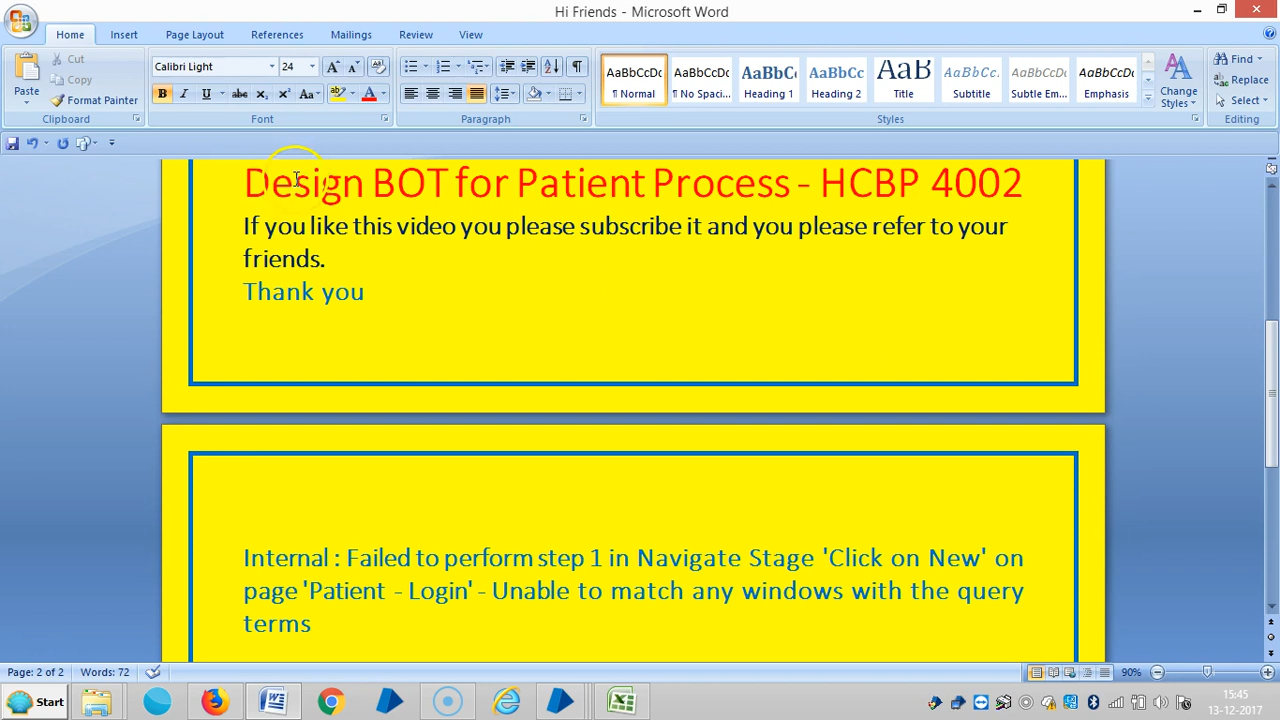 Hi Friends - Microsoft Word
Home Insert Page Layout References Mailings Review View
Paste
Cut
Copy
Format Painter
Clipboard
Calibri Light 24
B I U abc x₂ x² Aa
Font
Paragraph
AaBbCcDc AaBbCcDc AaBbCc AaBbCc AaB AaBbCc. AaBbCcDc AaBbCcDc
¶ Normal ¶ No Spaci... Heading 1 Heading 2 Title Subtitle Subtle Em... Emphasis
Change
Styles
Styles
Find
Replace
Select
Editing
Design BOT for Patient Process - HCBP 4002
If you like this video you please subscribe it and you please refer to your
friends.
Thank you
Internal : Failed to perform step 1 in Navigate Stage 'Click on New' on
page 'Patient - Login' - Unable to match any windows with the query
terms
Page: 2 of 2 Words: 72 90%
Start
15:45
13-12-2017